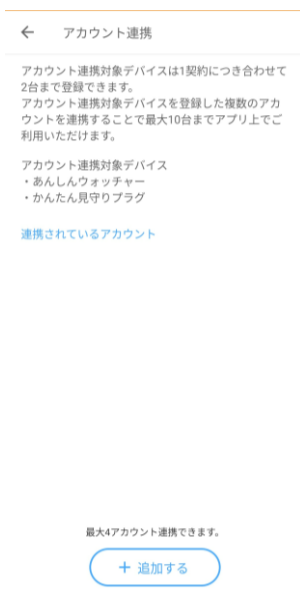 ← アカウント連携
アカウント連携対象デバイスは1契約につき合わせて
2台まで登録できます。
アカウント連携対象デバイスを登録した複数のアカ
ウントを連携することで最大10台までアプリ上でご
利用いただけます。
アカウント連携対象デバイス
・あんしんウォッチャー
・かんたん見守りプラグ
連携されているアカウント
最大4アカウント連携できます。
+ 追加する